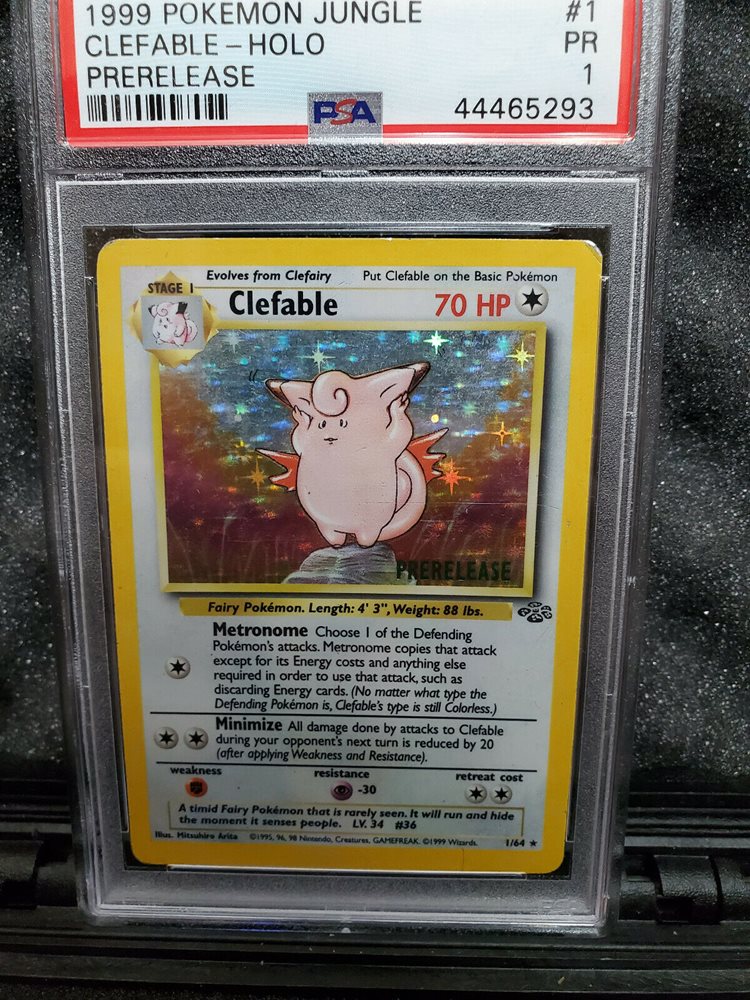 1999 POKEMON JUNGLE #1
CLEFABLE – HOLO PR
PRERELEASE 1
PSA 44465293
Evolves from Clefairy Put Clefable on the Basic Pokémon
STAGE 1
Clefable 70 HP
PRERELEASE
Fairy Pokémon. Length: 4' 3", Weight: 88 lbs.
Metronome Choose 1 of the Defending
Pokémon's attacks. Metronome copies that attack
except for its Energy costs and anything else
required in order to use that attack, such as
discarding Energy cards. (No matter what type the
Defending Pokémon is, Clefable's type is still Colorless.)
Minimize All damage done by attacks to Clefable
during your opponent's next turn is reduced by 20
(after applying Weakness and Resistance).
weakness resistance retreat cost
-30
A timid Fairy Pokémon that is rarely seen. It will run and hide
the moment it senses people. LV. 34 #36
Illus. Mitsuhiro Arita ©1995, 96, 98 Nintendo, Creatures, GAMEFREAK. ©1999 Wizards. 1/64 ★